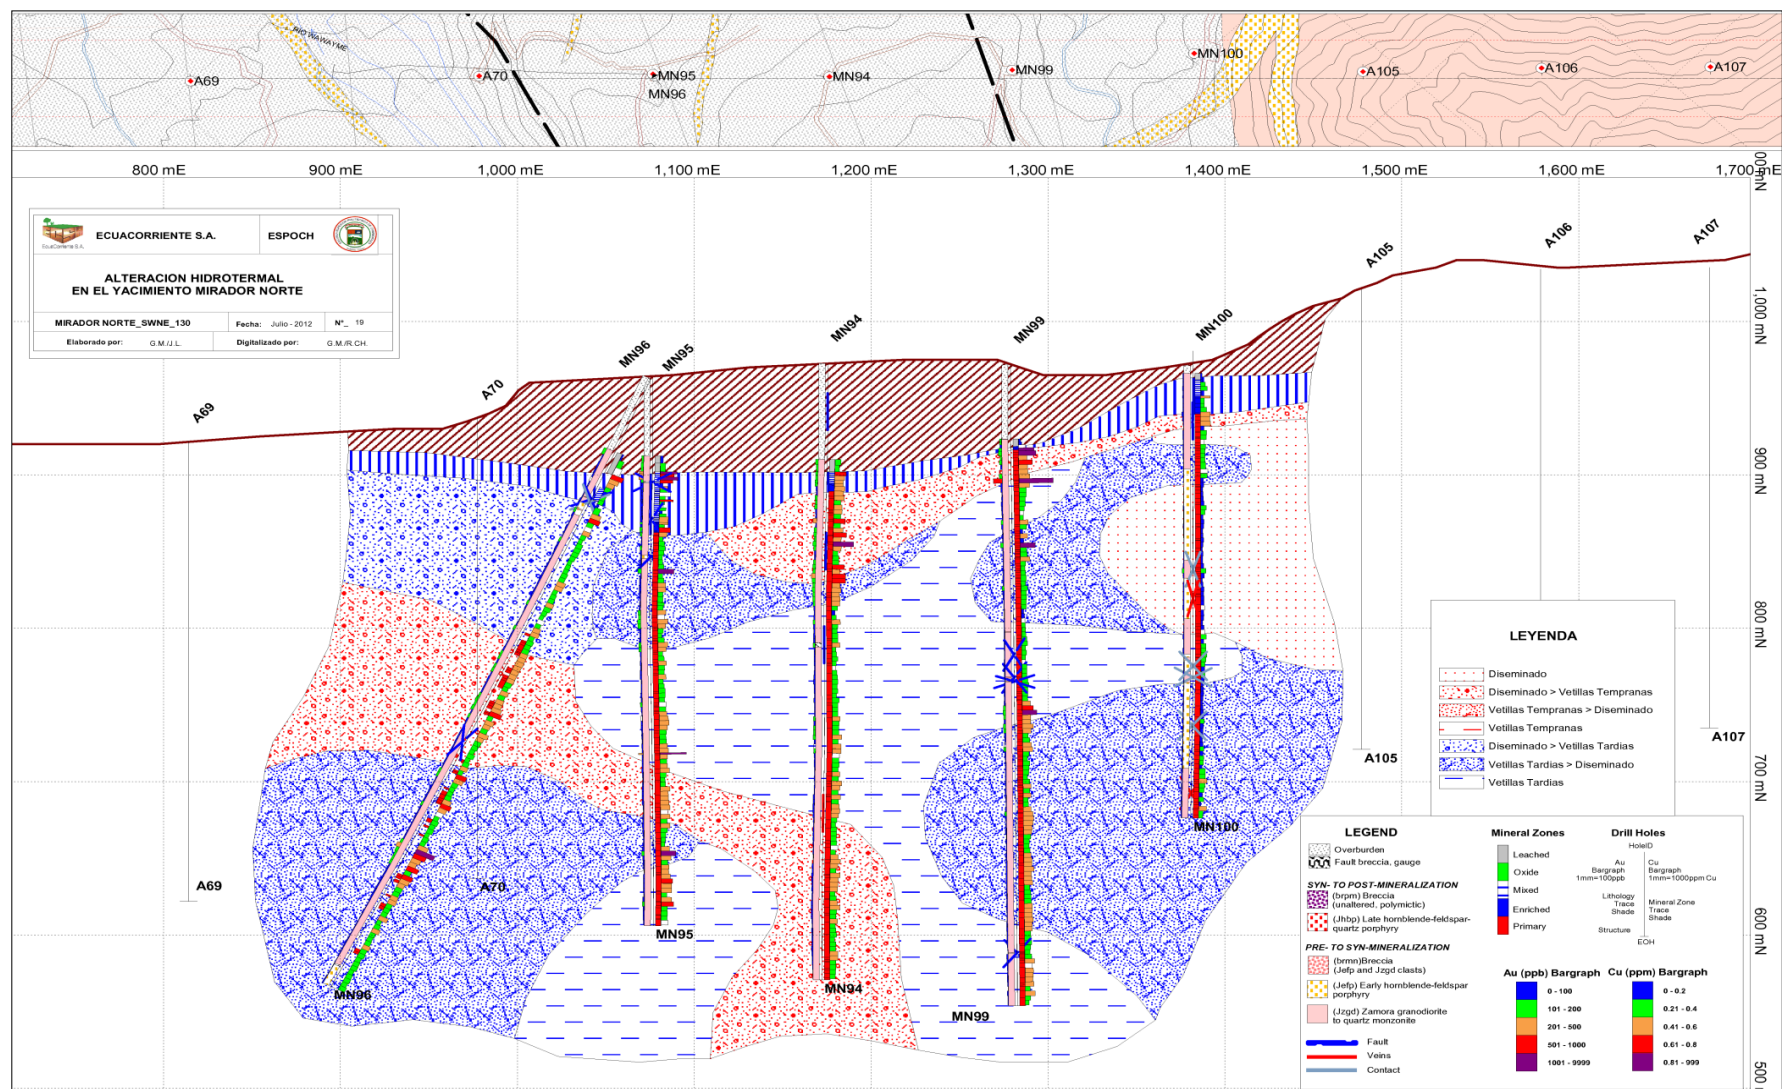 RIO WAWAYME
A69
A70
MN95
MN96
MN94
MN99
MN100
A105
A106
A107
800 mE
900 mE
1,000 mE
1,100 mE
1,200 mE
1,300 mE
1,400 mE
1,500 mE
1,600 mE
1,700 mE
00 mN
1,000 mN
900 mN
800 mN
700 mN
600 mN
500
ECUACORRIENTE S.A.
ESPOCH
EcuaCorriente S.A.
ALTERACION HIDROTERMAL
EN EL YACIMIENTO MIRADOR NORTE
MIRADOR NORTE_SWNE_130
Fecha: Julio - 2012
N°_ 19
Elaborado por: G.M./J.L.
Digitalizado por: G.M./R.CH.
A69
A70
MN96
MN95
MN94
MN99
MN100
A105
A106
A107
A69
A70
MN96
MN95
MN94
MN99
MN100
A105
A107
LEYENDA
Diseminado
Diseminado > Vetillas Tempranas
Vetillas Tempranas > Diseminado
Vetillas Tempranas
Diseminado > Vetillas Tardias
Vetillas Tardias > Diseminado
Vetillas Tardias
LEGEND
Overburden
Fault breccia, gauge
SYN- TO POST-MINERALIZATION
(brpm) Breccia
(unaltered, polymictic)
(Jhbp) Late hornblende-feldspar-
quartz porphyry
PRE- TO SYN-MINERALIZATION
(brmn)Breccia
(Jefp and Jzgd clasts)
(Jefp) Early hornblende-feldspar
porphyry
(Jzgd) Zamora granodiorite
to quartz monzonite
Fault
Veins
Contact
Mineral Zones
Leached
Oxide
Mixed
Enriched
Primary
Drill Holes
HoleID
Au
Bargraph
1mm=100ppb
Cu
Bargraph
1mm=1000ppm Cu
Lithology
Trace
Shade
Mineral Zone
Trace
Shade
Structure
EOH
Au (ppb) Bargraph
0 - 100
101 - 200
201 - 500
501 - 1000
1001 - 9999
Cu (ppm) Bargraph
0 - 0.2
0.21 - 0.4
0.41 - 0.6
0.61 - 0.8
0.81 - 999